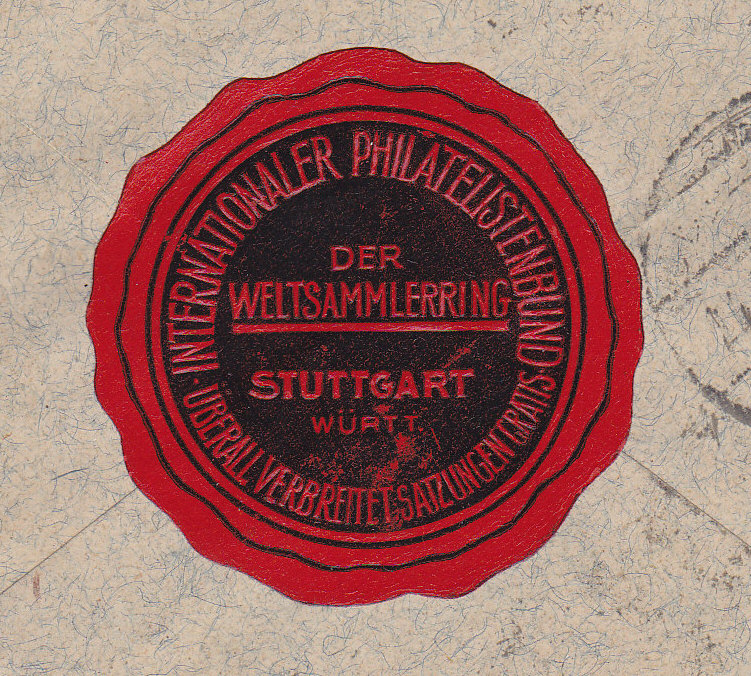 INTERNATIONALER PHILATELISTENBUND
DER
WELTSAMMLERRING
STUTTGART
WÜRTT.
· ÜBERALL VERBREITET, SATZUNGEN GRATIS ·